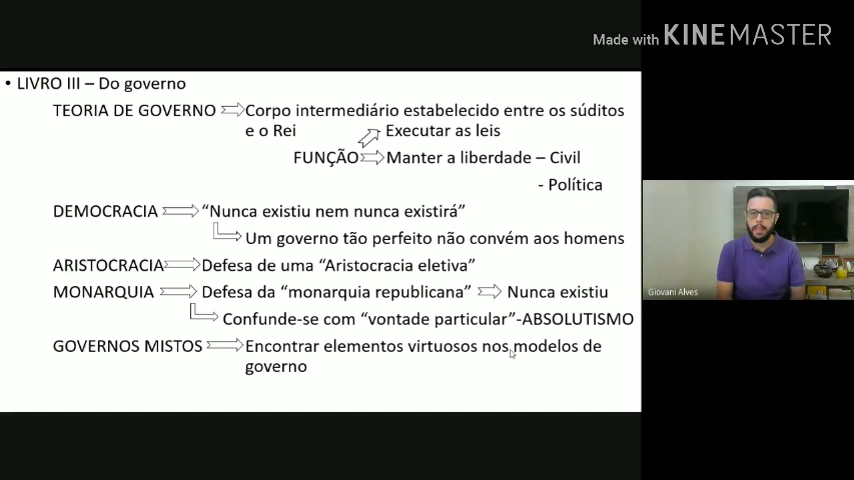 Made with KINEMASTER
• LIVRO III – Do governo
TEORIA DE GOVERNO Corpo intermediário estabelecido entre os súditos
e o Rei Executar as leis
FUNÇÃO Manter a liberdade – Civil
- Política
DEMOCRACIA “Nunca existiu nem nunca existirá”
Um governo tão perfeito não convém aos homens
ARISTOCRACIA Defesa de uma “Aristocracia eletiva”
MONARQUIA Defesa da “monarquia republicana” Nunca existiu
Confunde-se com “vontade particular”-ABSOLUTISMO
GOVERNOS MISTOS Encontrar elementos virtuosos nos modelos de
governo
Giovani Alves